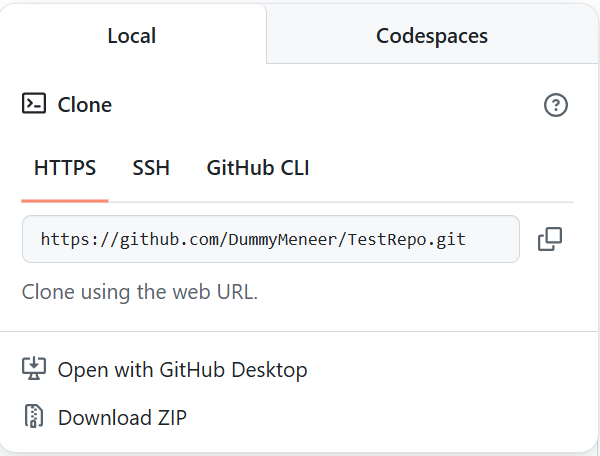 Local
Codespaces
Clone
HTTPS SSH GitHub CLI
https://github.com/DummyMeneer/TestRepo.git
Clone using the web URL.
Open with GitHub Desktop
Download ZIP